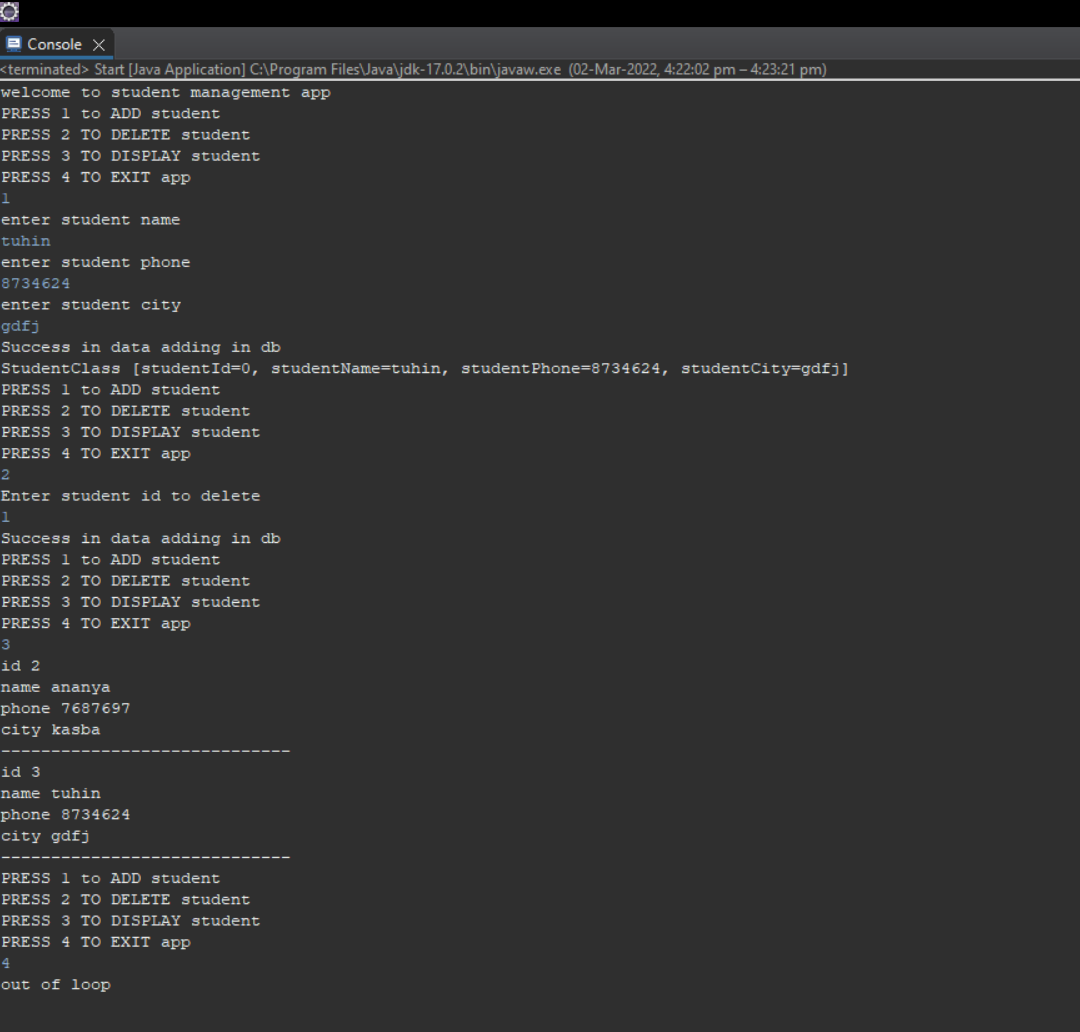 Console
<terminated> Start [Java Application] C:\Program Files\Java\jdk-17.0.2\bin\javaw.exe (02-Mar-2022, 4:22:02 pm – 4:23:21 pm)
welcome to student management app
PRESS 1 to ADD student
PRESS 2 TO DELETE student
PRESS 3 TO DISPLAY student
PRESS 4 TO EXIT app
1
enter student name
tuhin
enter student phone
8734624
enter student city
gdfj
Success in data adding in db
StudentClass [studentId=0, studentName=tuhin, studentPhone=8734624, studentCity=gdfj]
PRESS 1 to ADD student
PRESS 2 TO DELETE student
PRESS 3 TO DISPLAY student
PRESS 4 TO EXIT app
2
Enter student id to delete
1
Success in data adding in db
PRESS 1 to ADD student
PRESS 2 TO DELETE student
PRESS 3 TO DISPLAY student
PRESS 4 TO EXIT app
3
id 2
name ananya
phone 7687697
city kasba
-----------------------------
id 3
name tuhin
phone 8734624
city gdfj
-----------------------------
PRESS 1 to ADD student
PRESS 2 TO DELETE student
PRESS 3 TO DISPLAY student
PRESS 4 TO EXIT app
4
out of loop